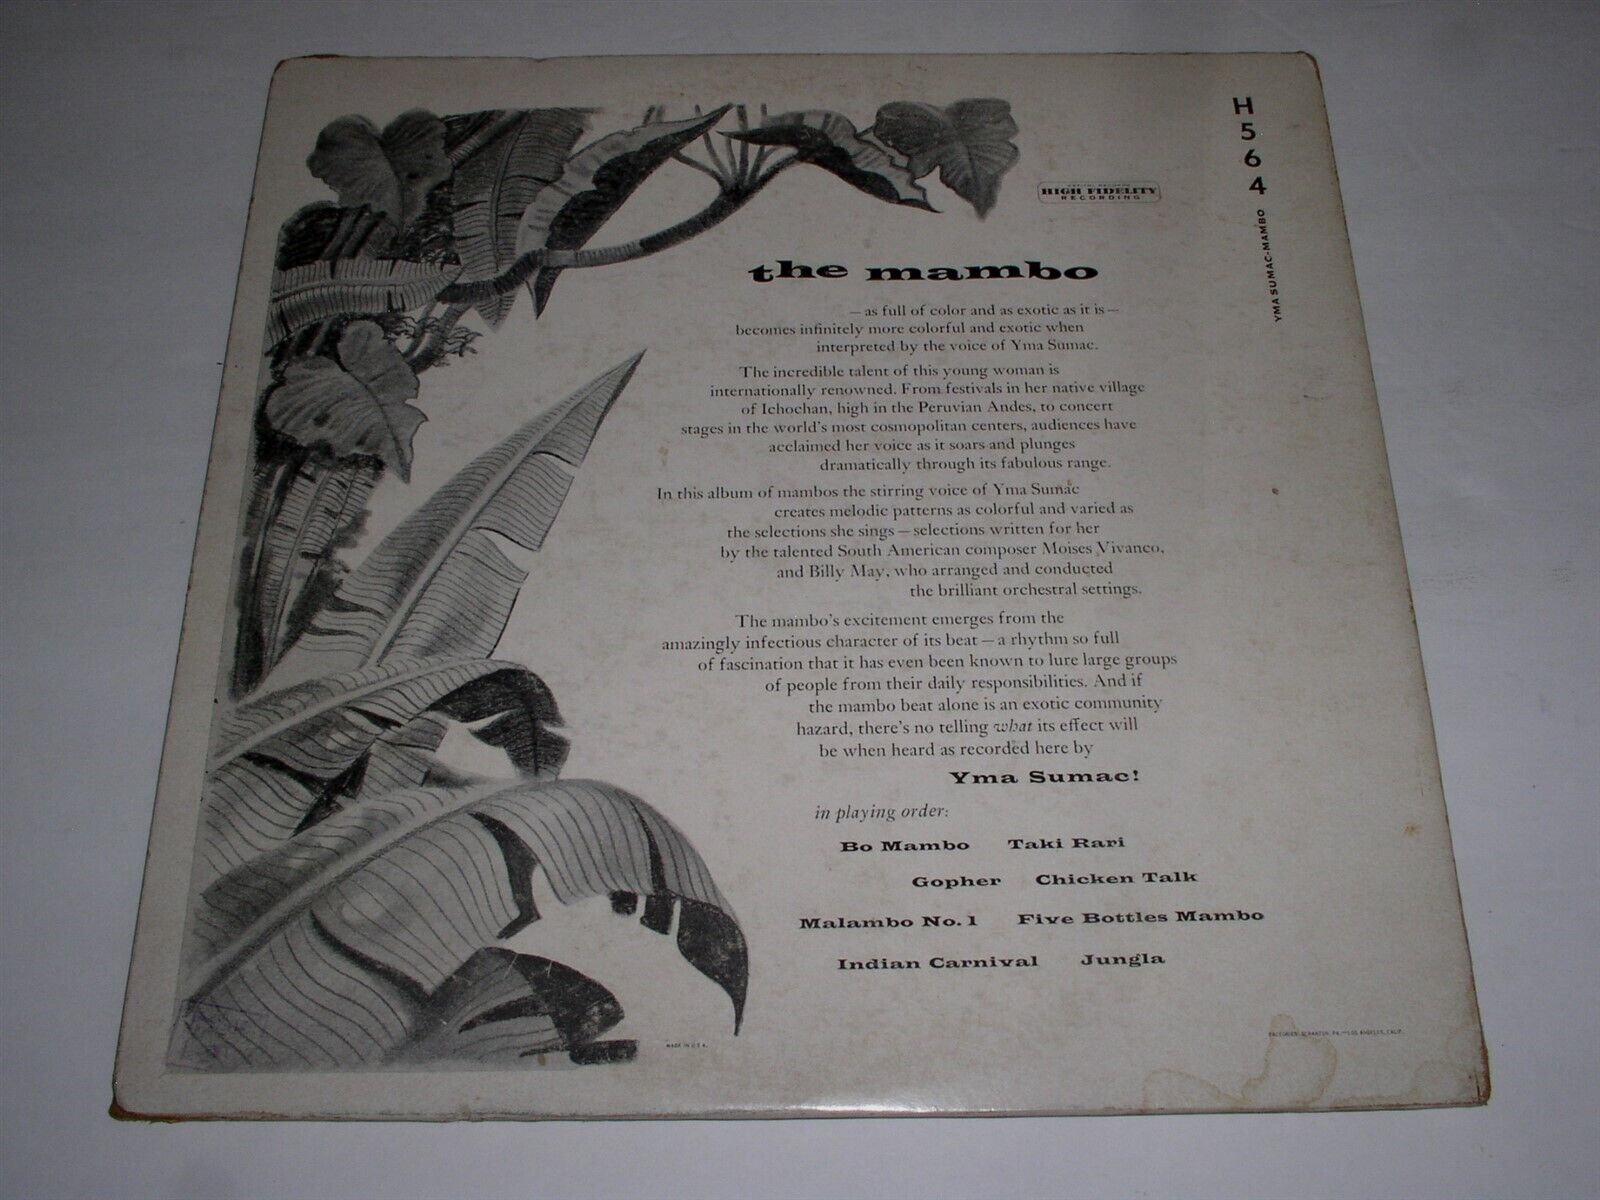 H
5
6
4
YMA SUMAC-MAMBO
CAPITOL RECORDS
HIGH FIDELITY
RECORDING
the mambo
— as full of color and as exotic as it is —
becomes infinitely more colorful and exotic when
interpreted by the voice of Yma Sumac.
The incredible talent of this young woman is
internationally renowned. From festivals in her native village
of Ichochan, high in the Peruvian Andes, to concert
stages in the world's most cosmopolitan centers, audiences have
acclaimed her voice as it soars and plunges
dramatically through its fabulous range.
In this album of mambos the stirring voice of Yma Sumac
creates melodic patterns as colorful and varied as
the selections she sings — selections written for her
by the talented South American composer Moises Vivanco,
and Billy May, who arranged and conducted
the brilliant orchestral settings.
The mambo's excitement emerges from the
amazingly infectious character of its beat — a rhythm so full
of fascination that it has even been known to lure large groups
of people from their daily responsibilities. And if
the mambo beat alone is an exotic community
hazard, there's no telling what its effect will
be when heard as recorded here by
Yma Sumac!
in playing order:
Bo Mambo Taki Rari
Gopher Chicken Talk
Malambo No. 1 Five Bottles Mambo
Indian Carnival Jungla
MADE IN U.S.A.
FACTORIES: SCRANTON, PA.—LOS ANGELES, CALIF.